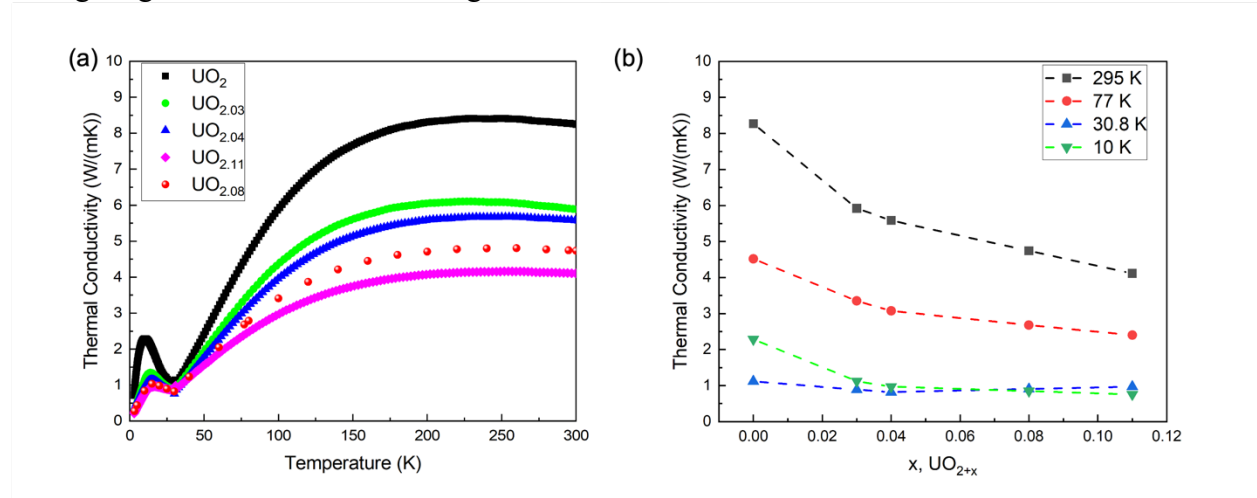 (a)
Thermal Conductivity (W/(mK))
10
9
8
7
6
5
4
3
2
1
0
UO₂
UO₂.₀₃
UO₂.₀₄
UO₂.₁₁
UO₂.₀₈
0 50 100 150 200 250 300
Temperature (K)
(b)
Thermal Conductivity (W/(mK))
10
9
8
7
6
5
4
3
2
1
0
295 K
77 K
30.8 K
10 K
0.00 0.02 0.04 0.06 0.08 0.10 0.12
x, UO₂₊ₓ